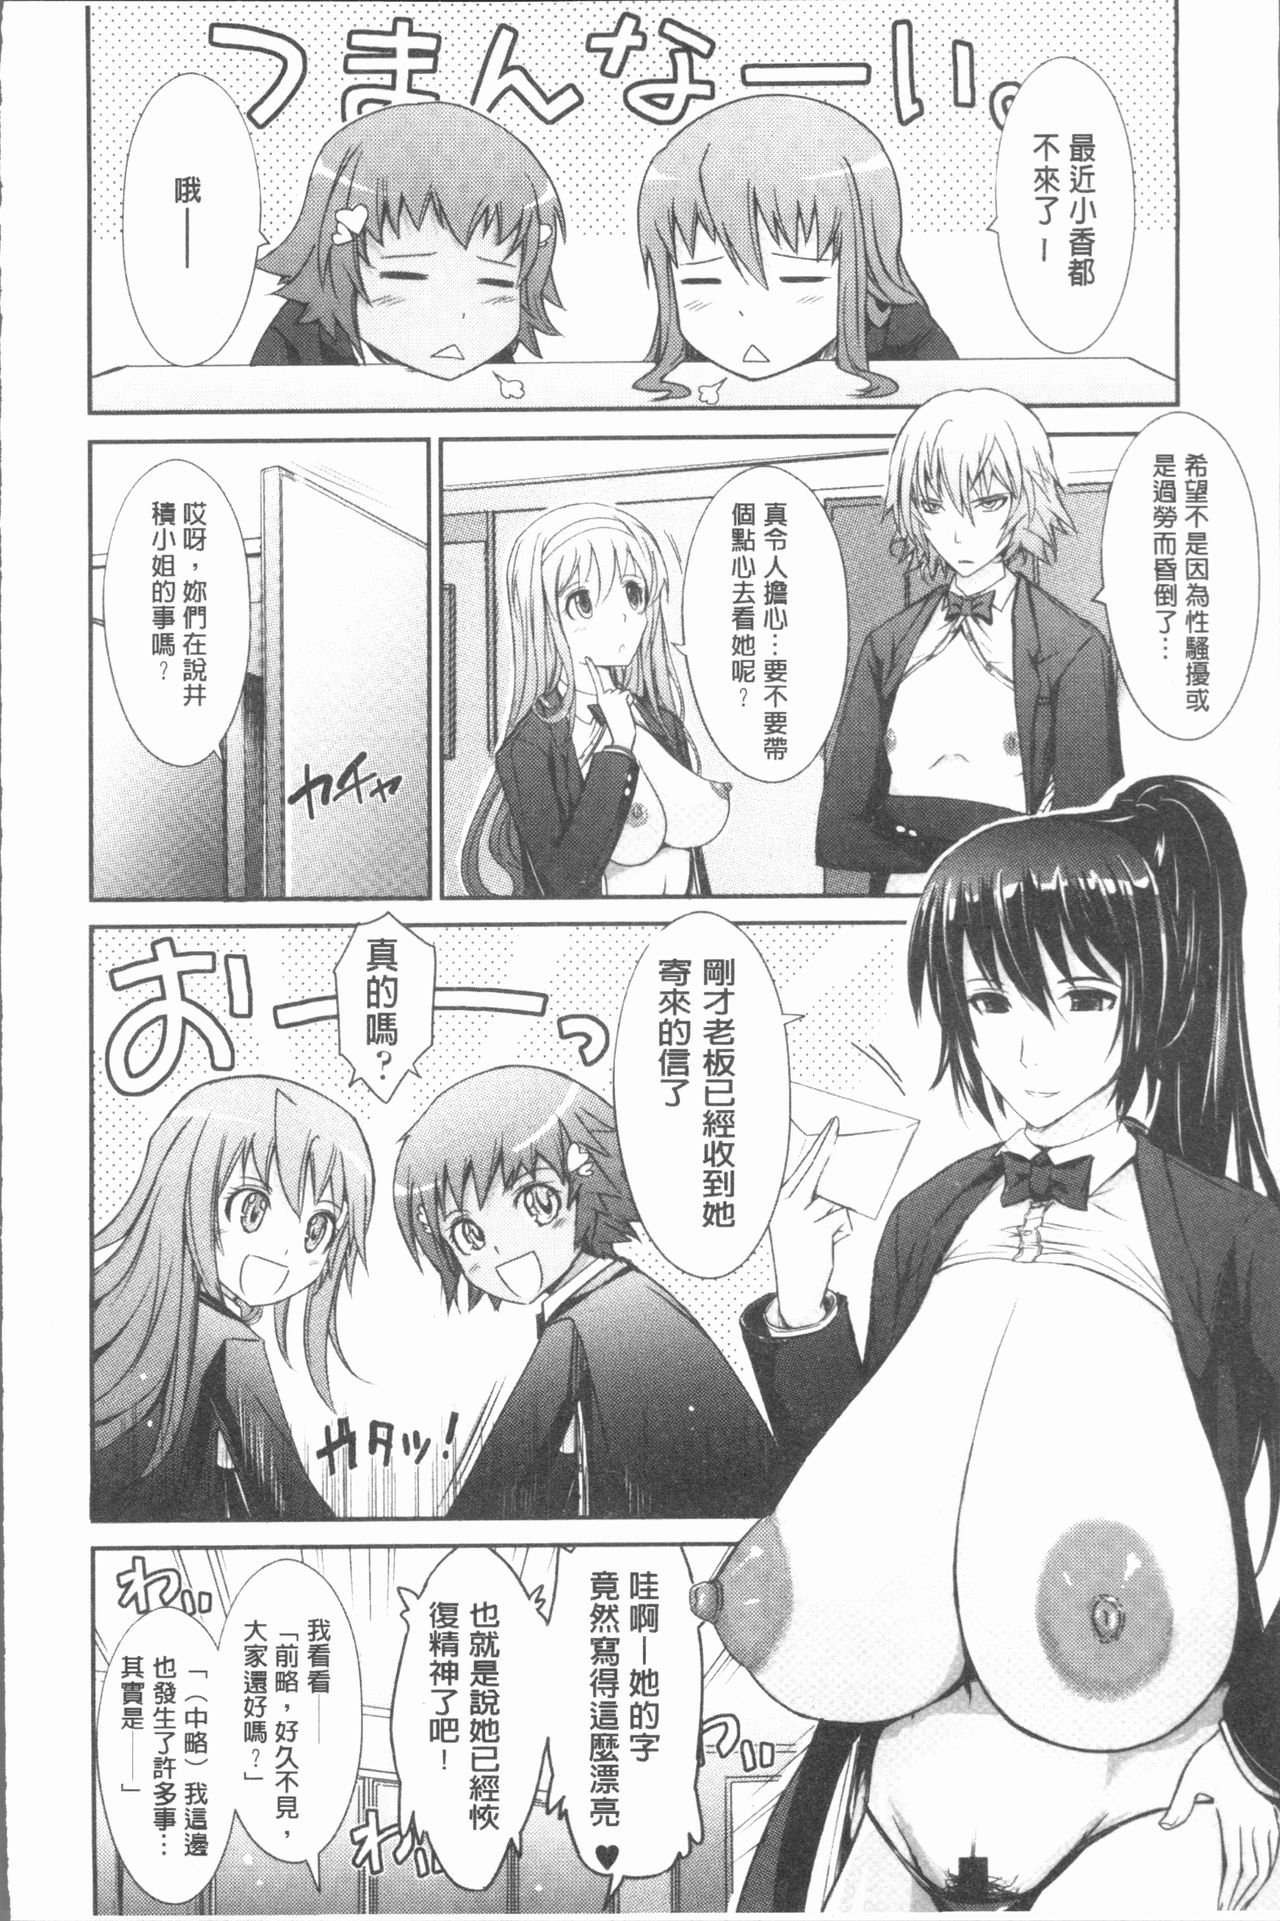 つまんなーい。
最近小香都
不來了ー
哦──
希望不是因為性騷擾或
是過勞而昏倒了…
真令人擔心…要不要帶
個點心去看她呢？
哎呀，妳們在說井
積小姐的事嗎？
カチャ
剛才老板已經收到她
寄來的信了
おーーっ
真的嗎？
ガタッ！
哇啊ー她的字
竟然寫得這麼漂亮♥
也就是說她已經恢
復精神了吧！
我看看──
「前略，好久不見，
大家還好嗎？」
「（中略）我這邊
也發生了許多事…
其實是──」
わいわい
っ